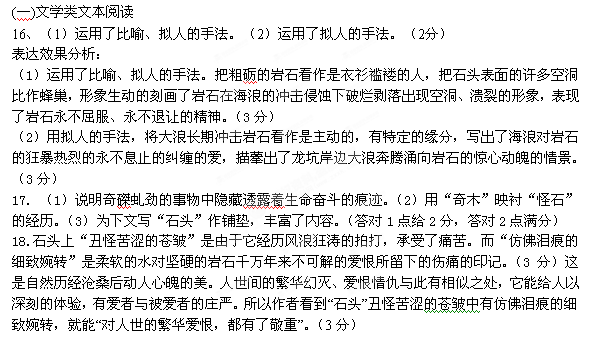 (一)文学类文本阅读
16、（1）运用了比喻、拟人的手法。（2）运用了拟人的手法。（2分）
表达效果分析：
（1）运用了比喻、拟人的手法。把粗砺的岩石看作是衣衫褴褛的人，把石头表面的许多空洞
比作蜂巢，形象生动的刻画了岩石在海浪的冲击侵蚀下破烂剥落出现空洞、溃裂的形象，表现
了岩石永不屈服、永不退让的精神。（3分）
（2）用拟人的手法，将大浪长期冲击岩石看作是主动的，有特定的缘分，写出了海浪对岩石
的狂暴热烈的永不息止的纠缠的爱，描摹出了龙坑岸边大浪奔腾涌向岩石的惊心动魄的情景。
（3分）
17. （1）说明奇磔虬劲的事物中隐藏透露着生命奋斗的痕迹。（2）用“奇木”映衬“怪石”
的经历。（3）为下文写“石头”作铺垫，丰富了内容。（答对1点给2分，答对2点满分）
18.石头上“丑怪苦涩的苍皱”是由于它经历风浪狂涛的拍打，承受了痛苦。而“仿佛泪痕的
细致婉转”是柔软的水对坚硬的岩石千万年来不可解的爱恨所留下的伤痛的印记。（3 分）这
是自然历经沧桑后动人心魄的美。人世间的繁华幻灭、爱恨情仇与此有相似之处，它能给人以
深刻的体验，有爱者与被爱者的庄严。所以作者看到“石头”丑怪苦涩的苍皱中有仿佛泪痕的细
致婉转，就能“对人世的繁华爱恨，都有了敬重”。（3分）